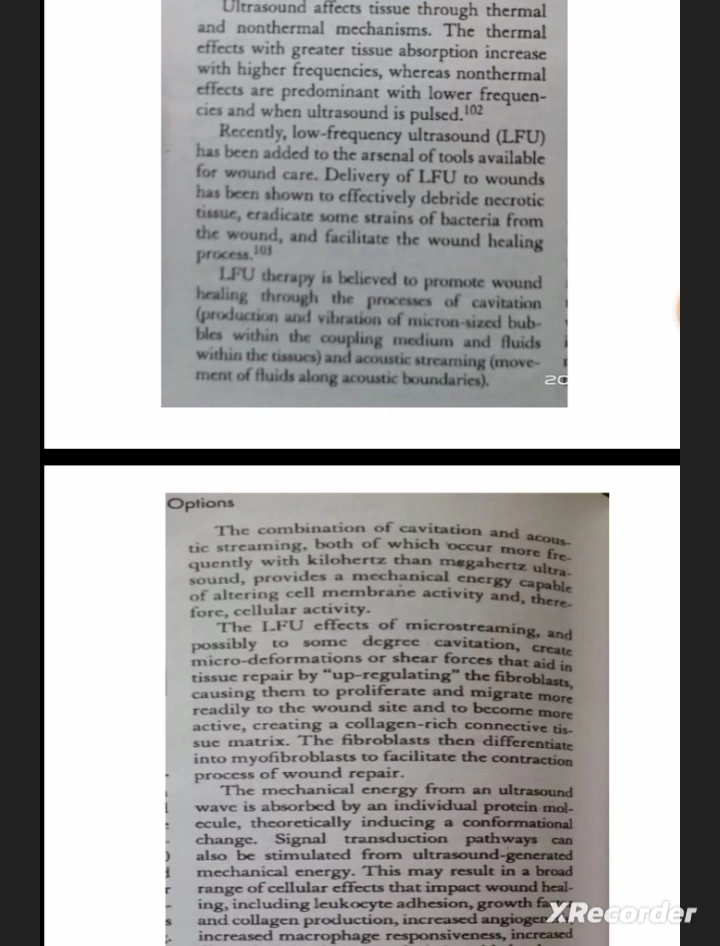 Ultrasound affects tissue through thermal
and nonthermal mechanisms. The thermal
effects with greater tissue absorption increase
with higher frequencies, whereas nonthermal
effects are predominant with lower frequen-
cies and when ultrasound is pulsed.102
Recently, low-frequency ultrasound (LFU)
has been added to the arsenal of tools available
for wound care. Delivery of LFU to wounds
has been shown to effectively debride necrotic
tissue, eradicate some strains of bacteria from
the wound, and facilitate the wound healing
process.103
LFU therapy is believed to promote wound
healing through the processes of cavitation
(production and vibration of micron-sized bub-
bles within the coupling medium and fluids
within the tissues) and acoustic streaming (move-
ment of fluids along acoustic boundaries).
20
Options
The combination of cavitation and acous-
tic streaming, both of which occur more fre-
quently with kilohertz than megahertz ultra-
sound, provides a mechanical energy capable
of altering cell membrane activity and, there-
fore, cellular activity.
The LFU effects of microstreaming, and
possibly to some degree cavitation, create
micro-deformations or shear forces that aid in
tissue repair by “up-regulating” the fibroblasts,
causing them to proliferate and migrate more
readily to the wound site and to become more
active, creating a collagen-rich connective tis-
sue matrix. The fibroblasts then differentiate
into myofibroblasts to facilitate the contraction
process of wound repair.
The mechanical energy from an ultrasound
wave is absorbed by an individual protein mol-
ecule, theoretically inducing a conformational
change. Signal transduction pathways can
also be stimulated from ultrasound-generated
mechanical energy. This may result in a broad
range of cellular effects that impact wound heal-
ing, including leukocyte adhesion, growth
and collagen production, increased
increased macrophage responsiveness, increased
XRecorder